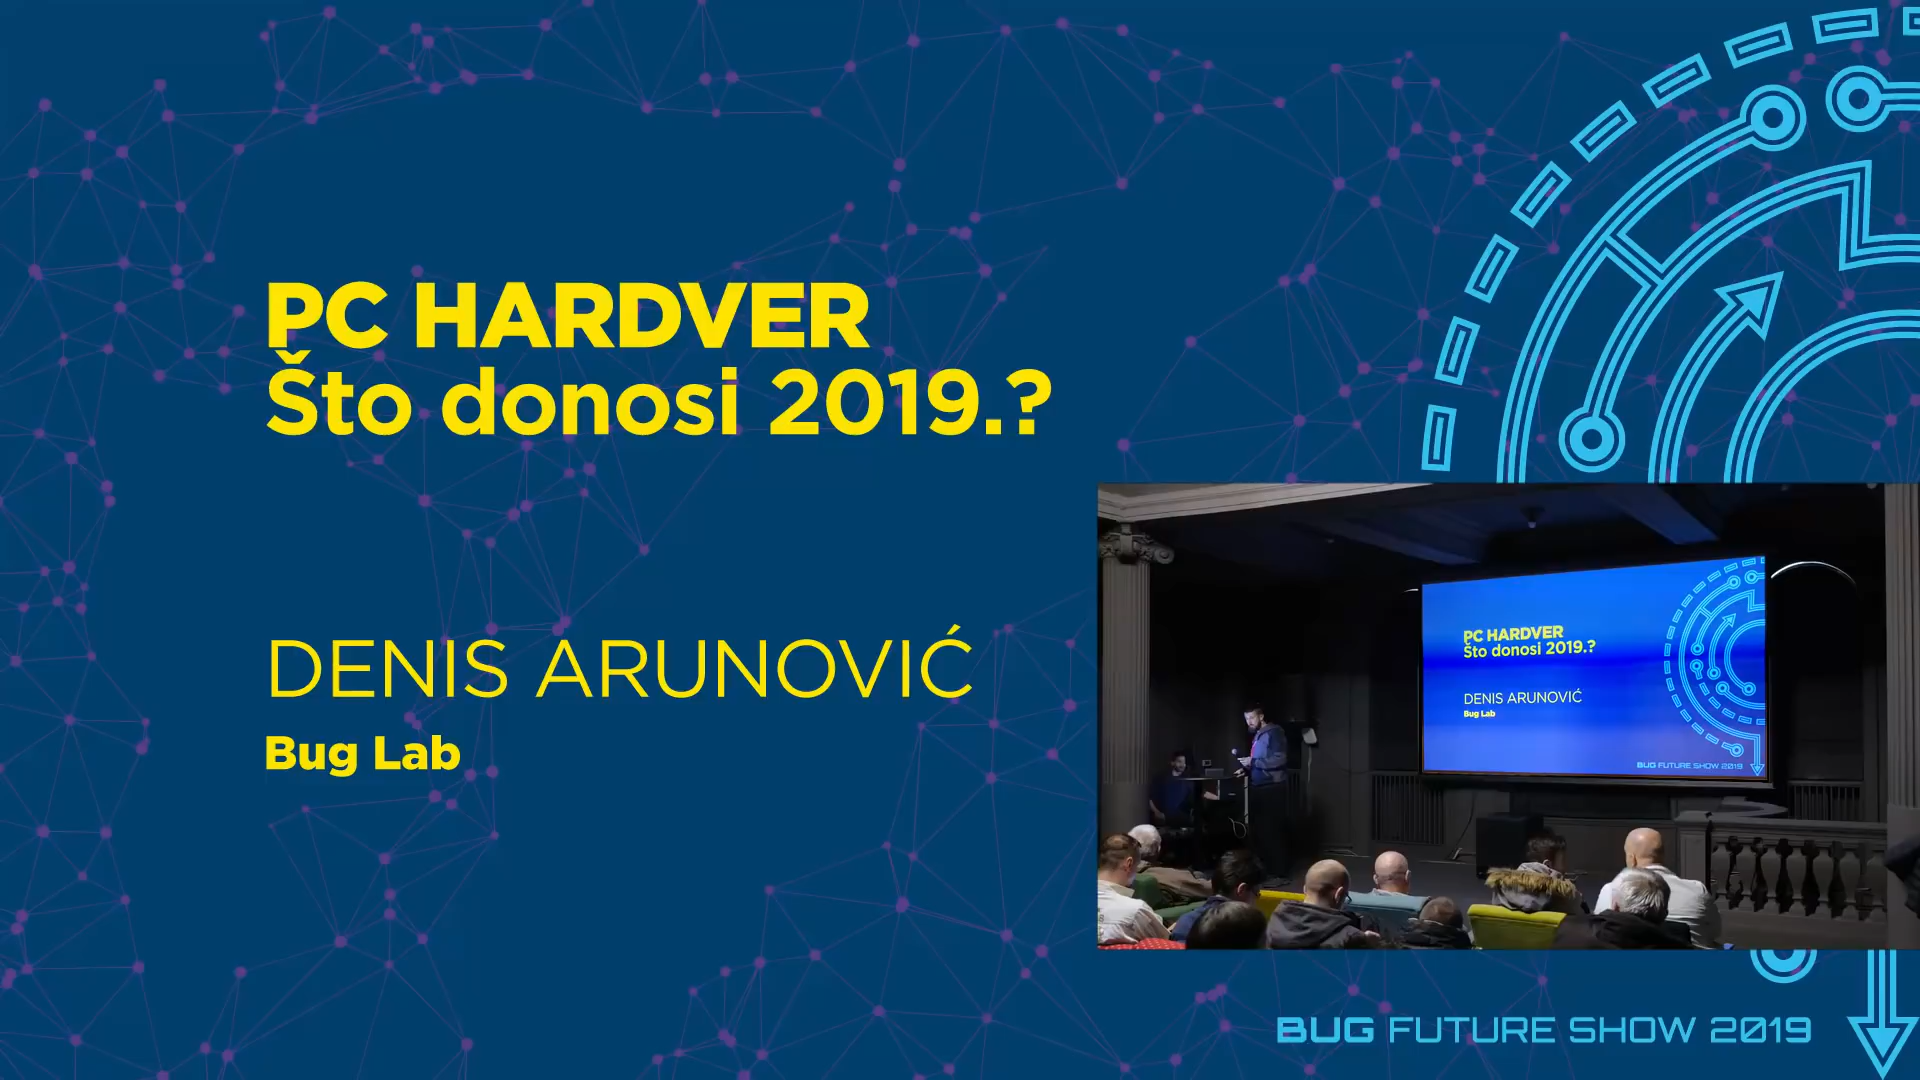 PC HARDVER
Što donosi 2019.?
DENIS ARUNOVIĆ
Bug Lab
PC HARDVER
Što donosi 2019.?
DENIS ARUNOVIĆ
Bug Lab
BUG FUTURE SHOW 2019
BUG FUTURE SHOW 2019